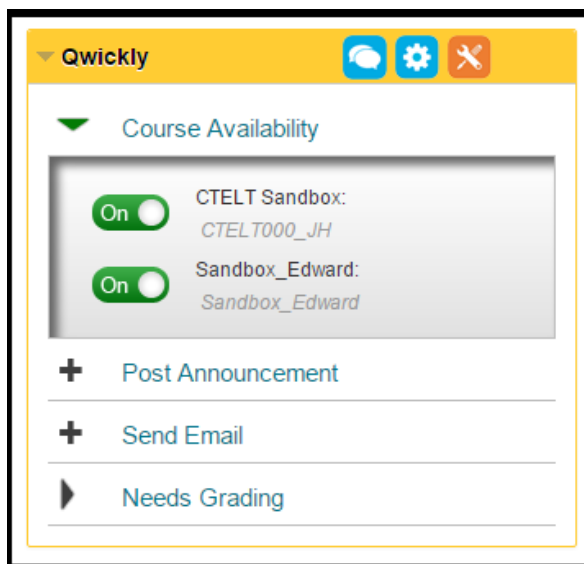 Qwickly
Course Availability
On
CTELT Sandbox:
CTELT000_JH
On
Sandbox_Edward:
Sandbox_Edward
Post Announcement
Send Email
Needs Grading